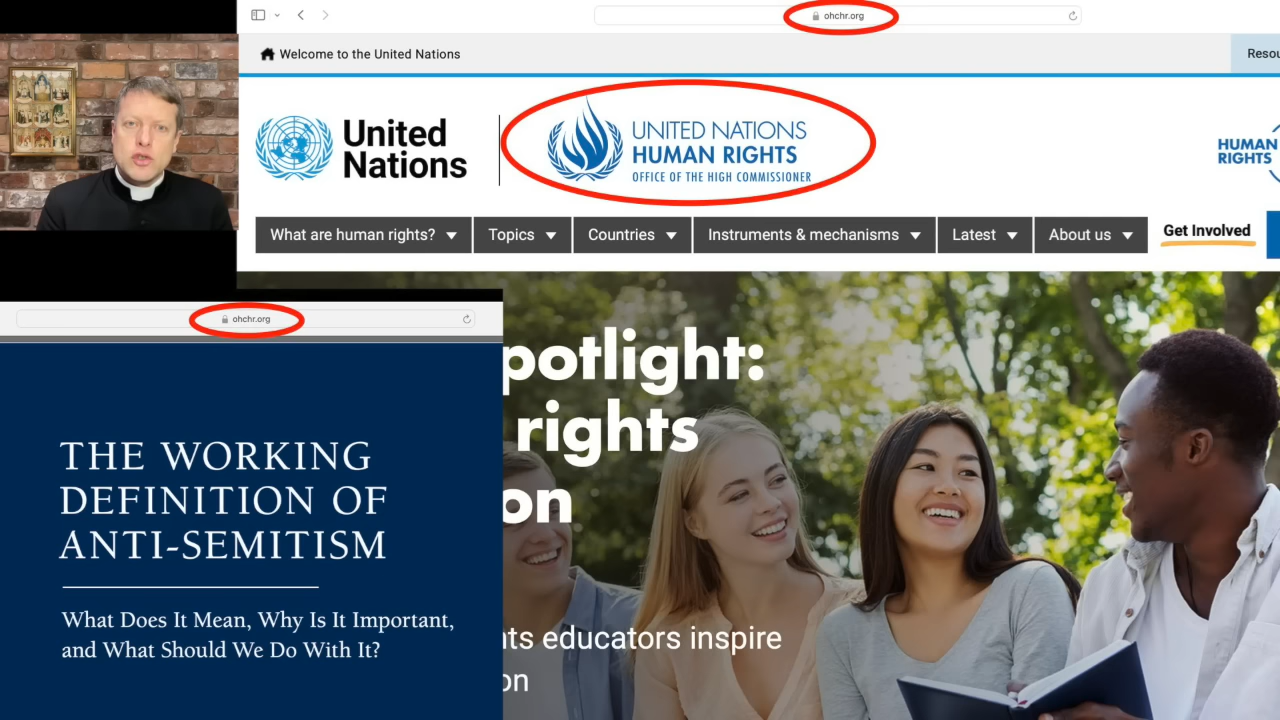 ohchr.org
Welcome to the United Nations
United
Nations
UNITED NATIONS
HUMAN RIGHTS
OFFICE OF THE HIGH COMMISSIONER
HUMAN
RIGHTS
What are human rights?
Topics
Countries
Instruments & mechanisms
Latest
About us
Get Involved
potlight:
rights
on
educators inspire
on
ohchr.org
THE WORKING
DEFINITION OF
ANTI-SEMITISM
What Does It Mean, Why Is It Important,
and What Should We Do With It?